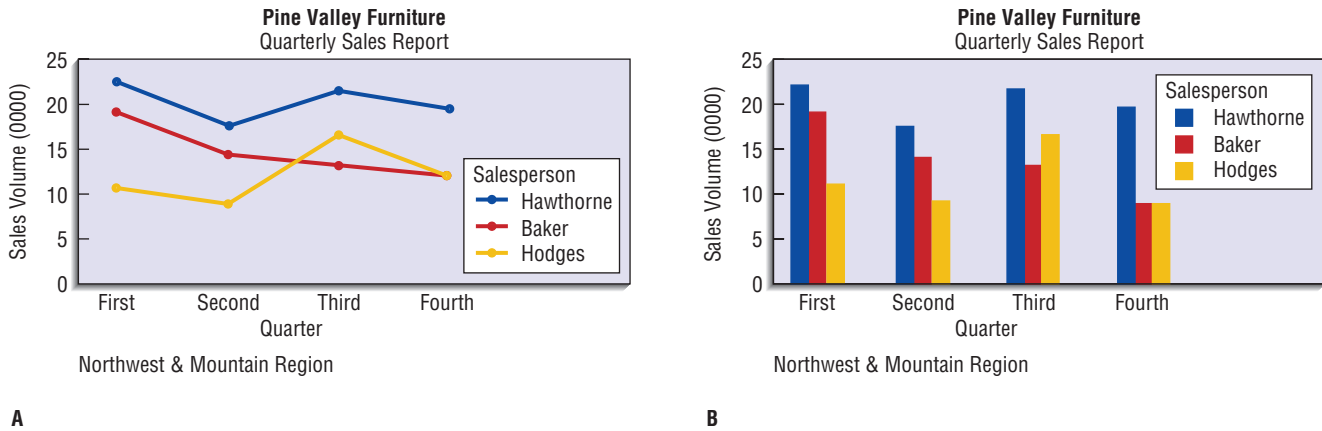 Pine Valley Furniture
Quarterly Sales Report
25
20
15
10
5
0
Sales Volume (0000)
Salesperson
Hawthorne
Baker
Hodges
First Second Third Fourth
Quarter
Northwest & Mountain Region
A
Pine Valley Furniture
Quarterly Sales Report
25
20
15
10
5
0
Sales Volume (0000)
Salesperson
Hawthorne
Baker
Hodges
First Second Third Fourth
Quarter
Northwest & Mountain Region
B